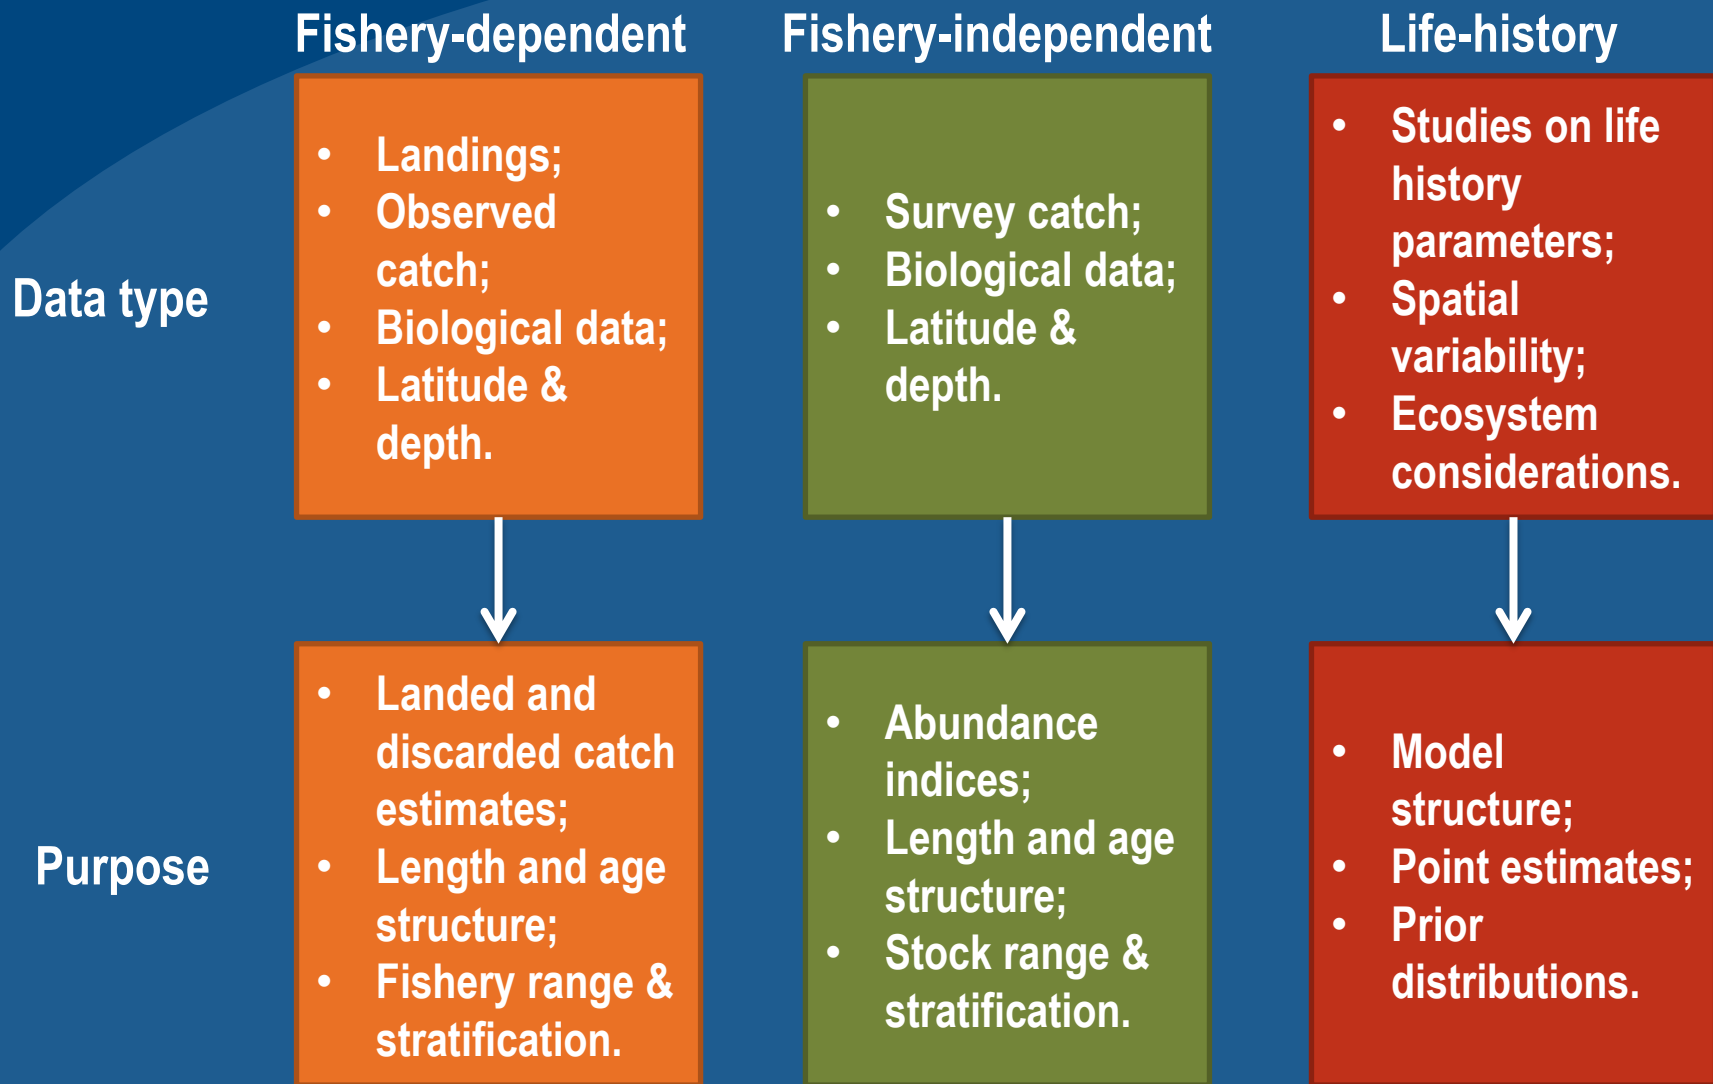 Fishery-dependent
Fishery-independent
Life-history
Data type
• Landings;
• Observed
catch;
• Biological data;
• Latitude &
depth.
• Survey catch;
• Biological data;
• Latitude &
depth.
• Studies on life
history
parameters;
• Spatial
variability;
• Ecosystem
considerations.
Purpose
• Landed and
discarded catch
estimates;
• Length and age
structure;
• Fishery range &
stratification.
• Abundance
indices;
• Length and age
structure;
• Stock range &
stratification.
• Model
structure;
• Point estimates;
• Prior
distributions.